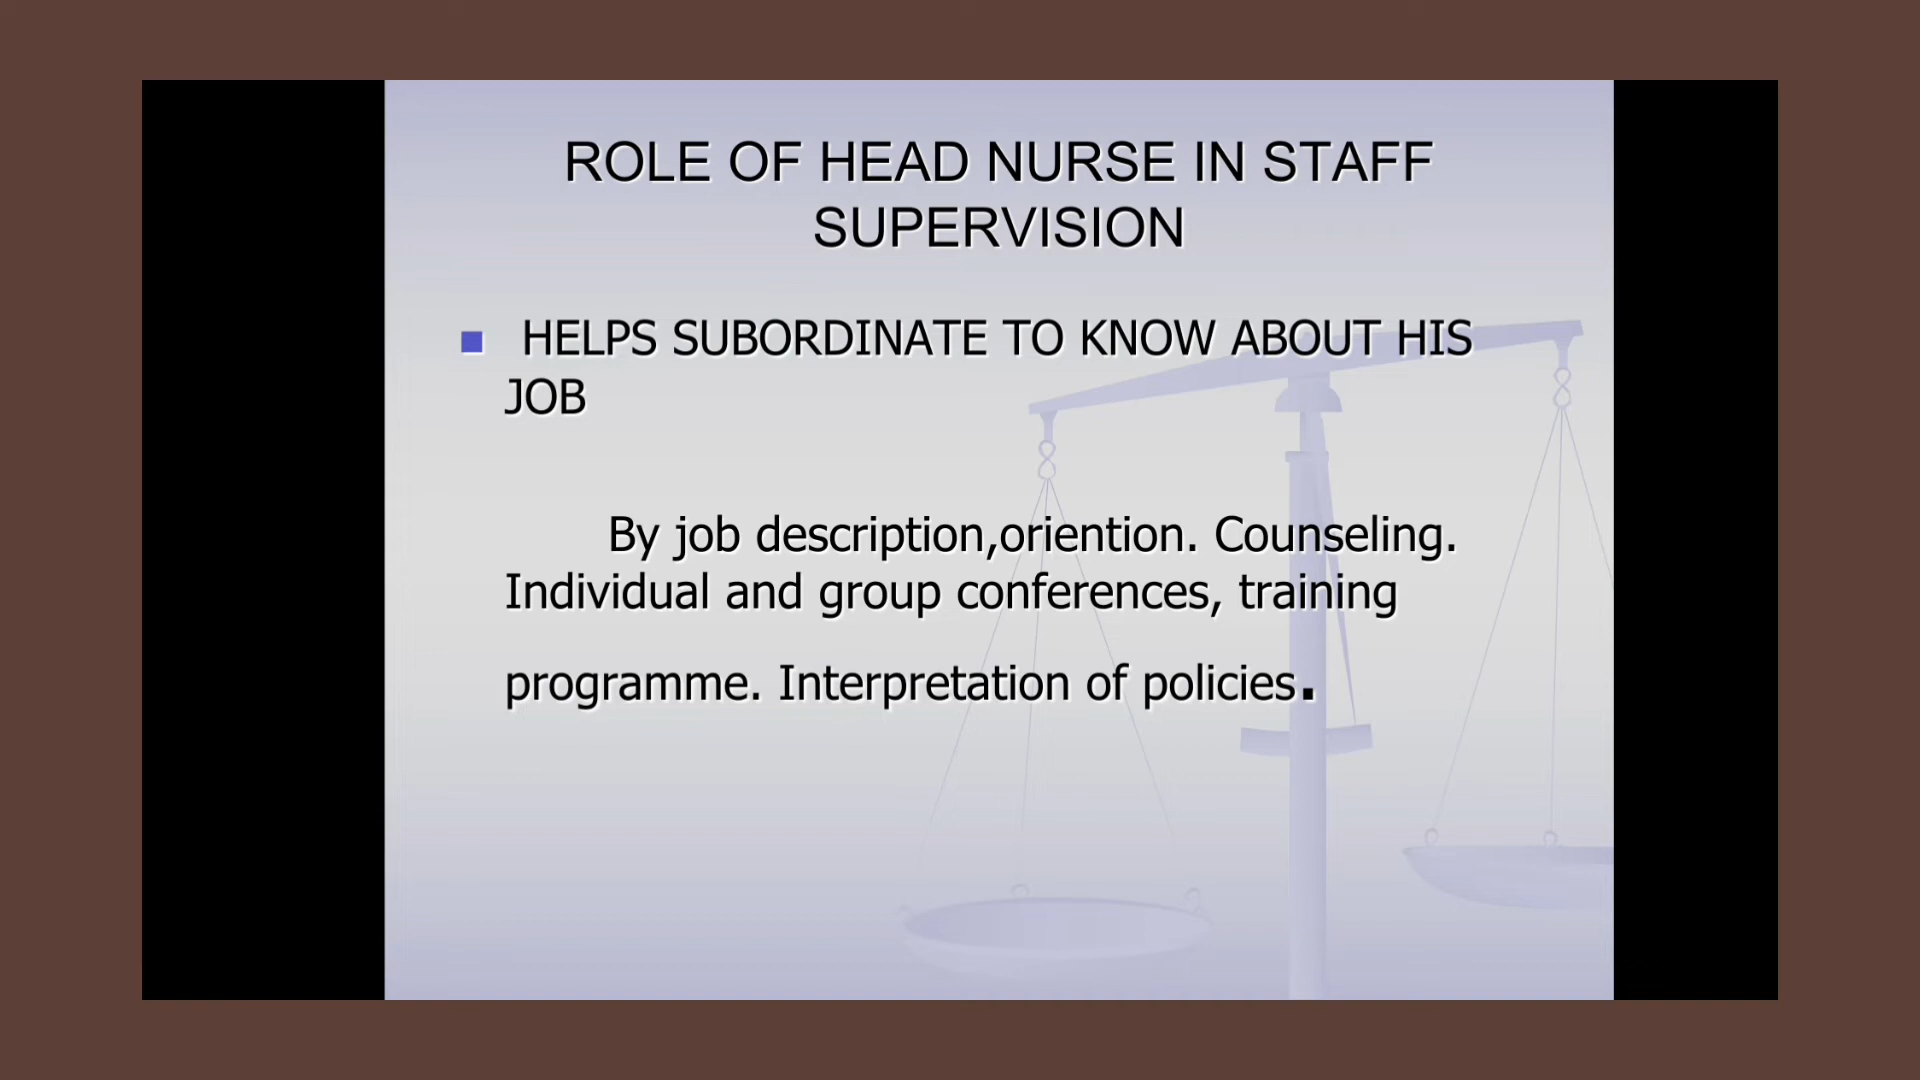 ROLE OF HEAD NURSE IN STAFF
SUPERVISION
HELPS SUBORDINATE TO KNOW ABOUT HIS
JOB
By job description,oriention. Counseling.
Individual and group conferences, training
programme. Interpretation of policies.